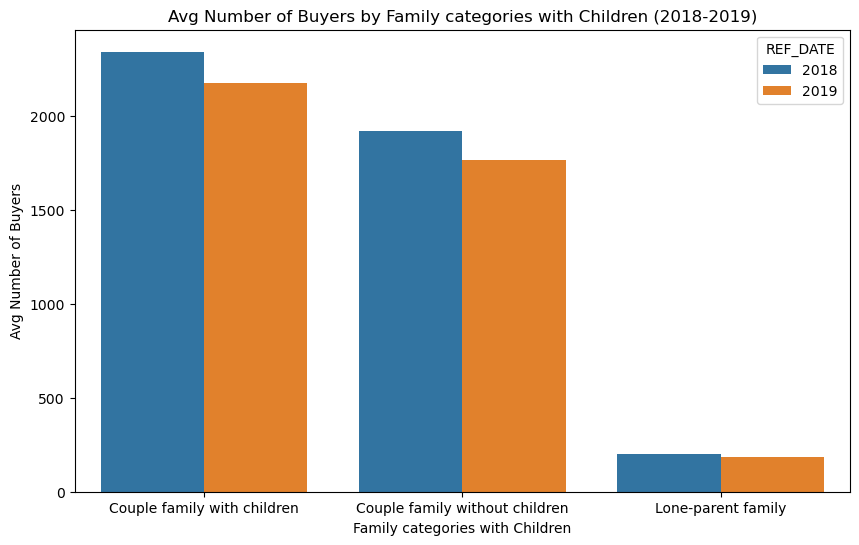 Avg Number of Buyers by Family categories with Children (2018-2019)
REF_DATE
2018
2019
Avg Number of Buyers
2000
1500
1000
500
0
Couple family with children
Couple family without children
Lone-parent family
Family categories with Children